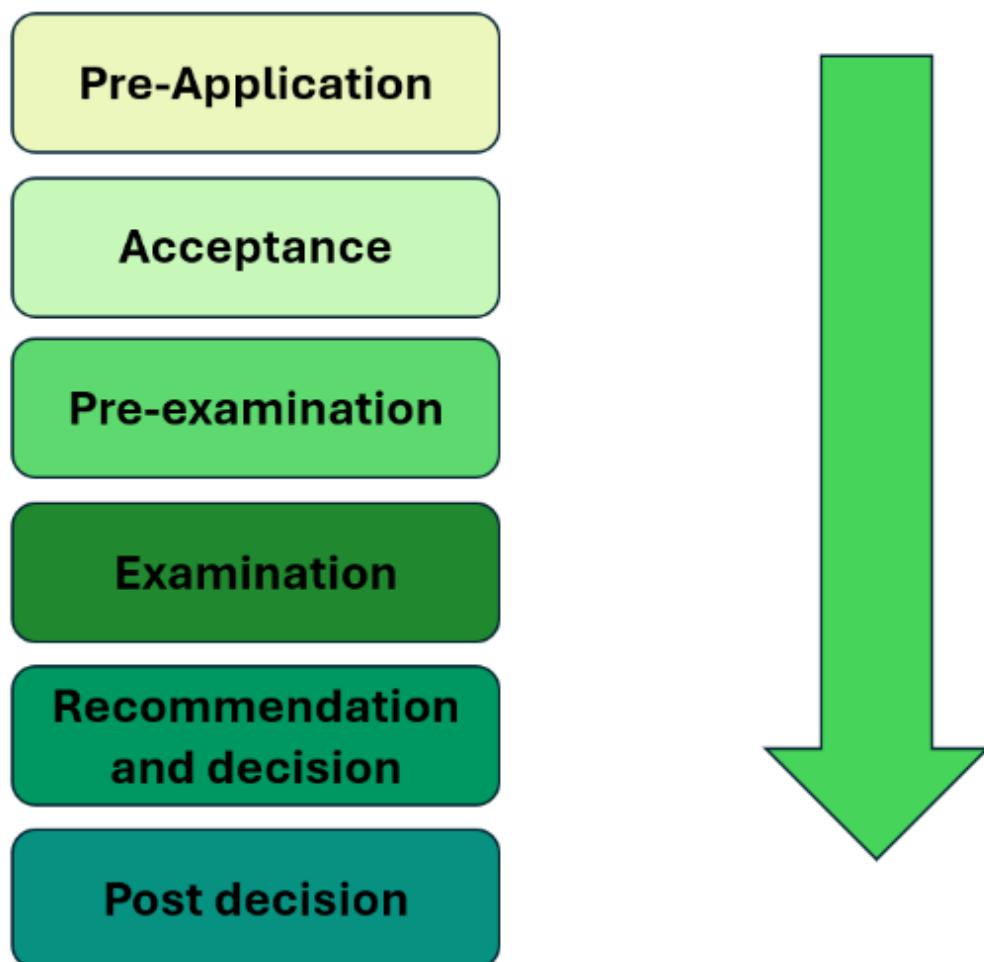 Pre-Application
Acceptance
Pre-examination
Examination
Recommendation
and decision
Post decision